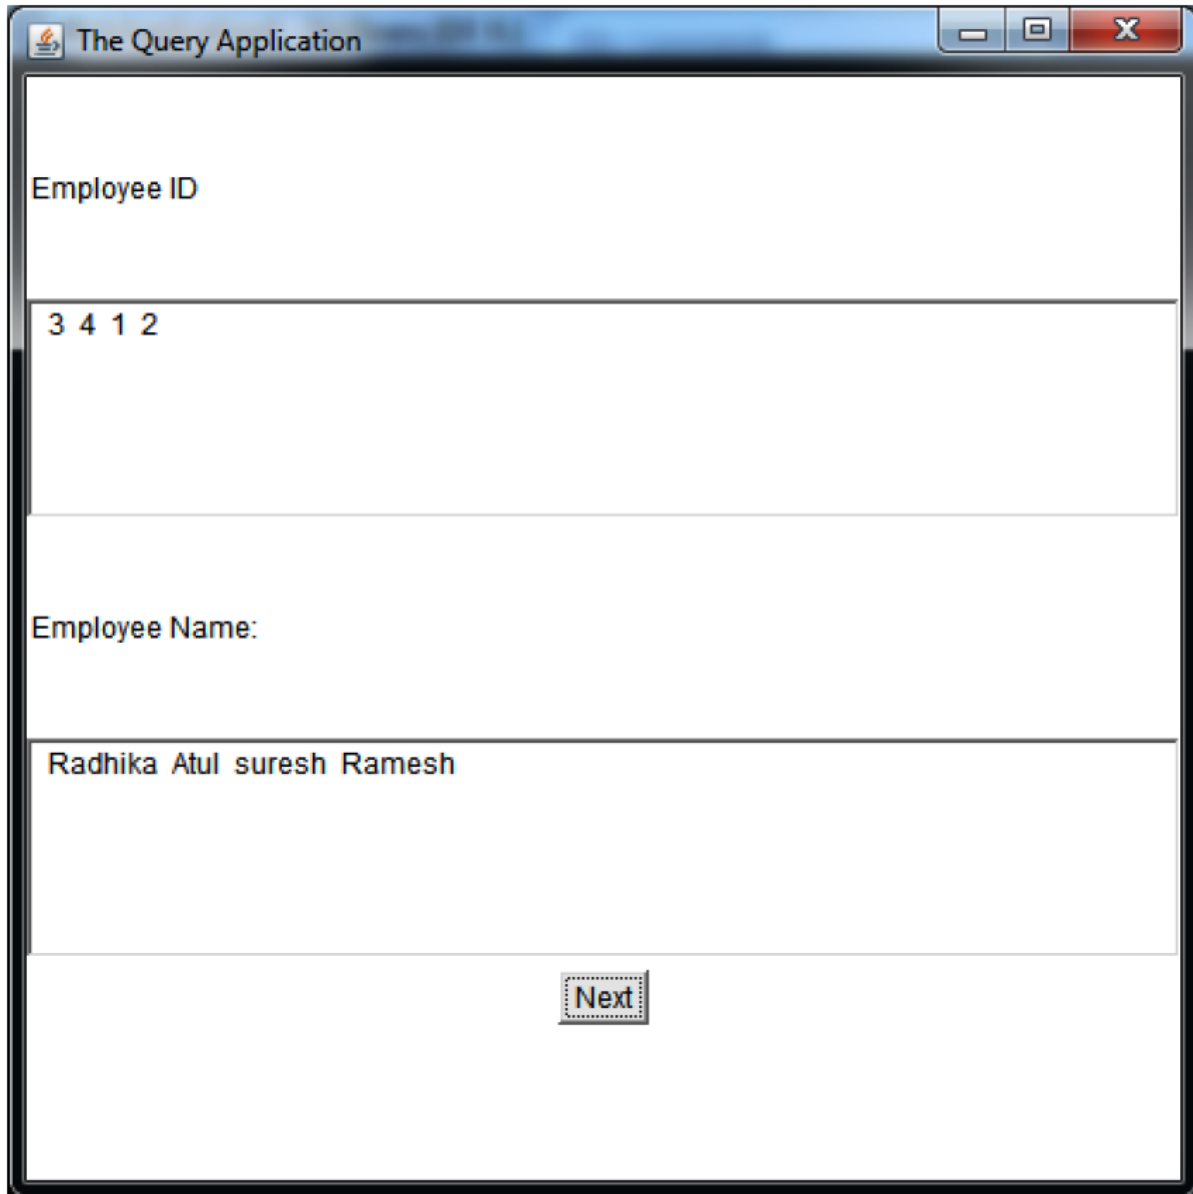 The Query Application
Employee ID
3 4 1 2
Employee Name:
Radhika Atul suresh Ramesh
Next